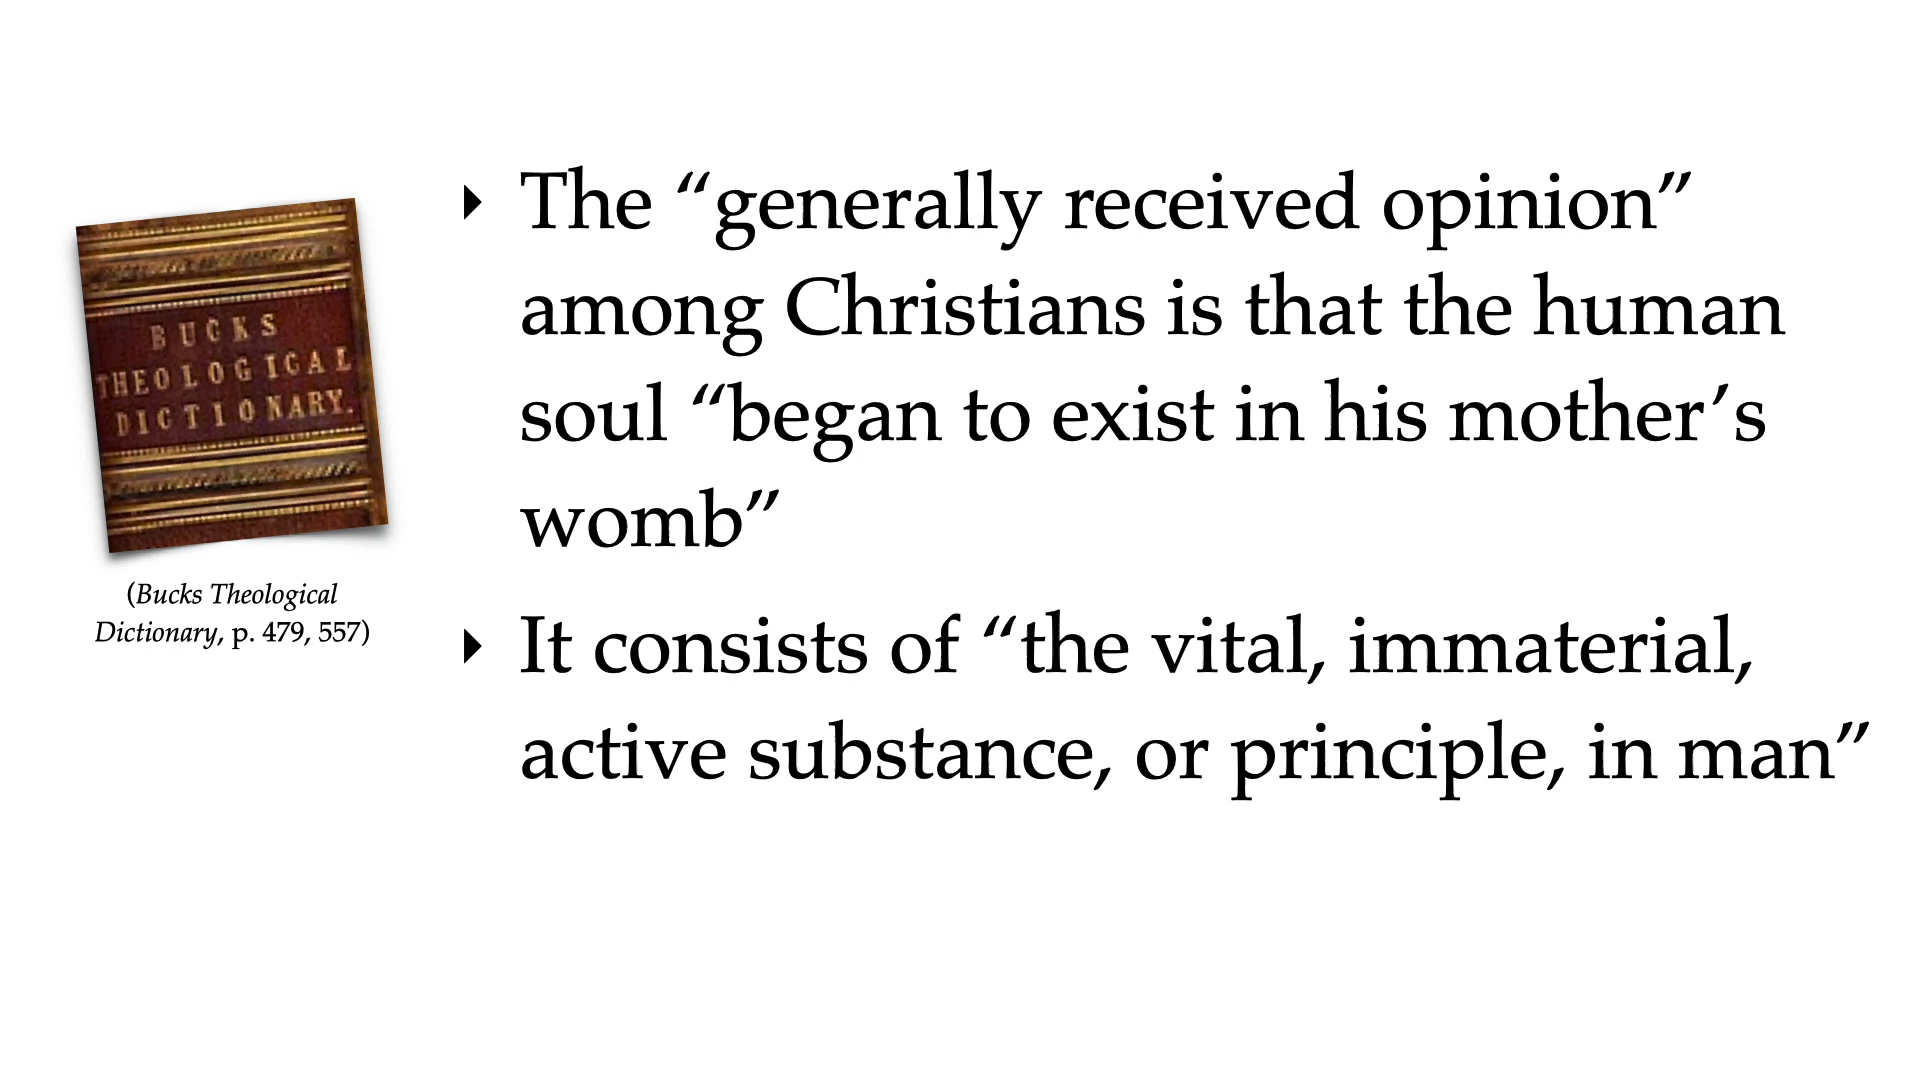 BUCKS
THEOLOGICAL
DICTIONARY.
(Bucks Theological
Dictionary, p. 479, 557)
‣ The “generally received opinion”
among Christians is that the human
soul “began to exist in his mother’s
womb”
‣ It consists of “the vital, immaterial,
active substance, or principle, in man”